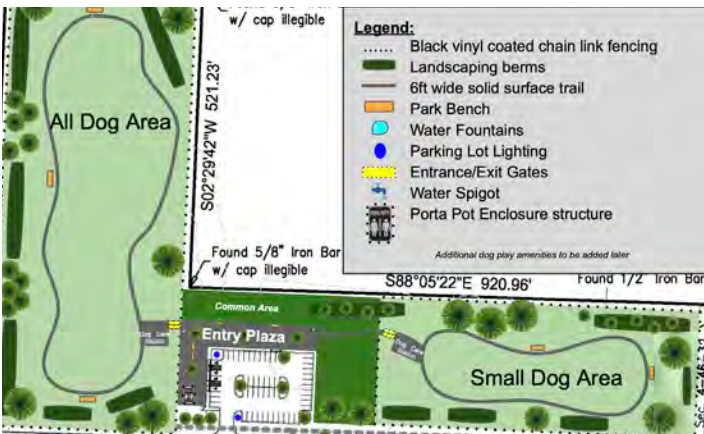 w/ cap illegible
S02°29'42"W 521.23'
All Dog Area
Legend:
Black vinyl coated chain link fencing
Landscaping berms
6ft wide solid surface trail
Park Bench
Water Fountains
Parking Lot Lighting
Entrance/Exit Gates
Water Spigot
Porta Pot Enclosure structure
Additional dog play amenities to be added later
Found 5/8" Iron Bar
w/ cap illegible
S88°05'22"E 920.96'
Found 1/2" Iron Bar
Common Area
Entry Plaza
Small Dog Area